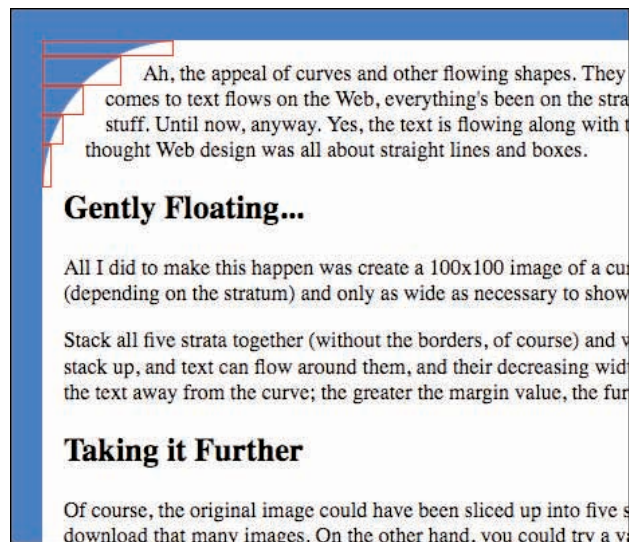 Ah, the appeal of curves and other flowing shapes. They
comes to text flows on the Web, everything's been on the stra
stuff. Until now, anyway. Yes, the text is flowing along with t
thought Web design was all about straight lines and boxes.
Gently Floating...
All I did to make this happen was create a 100x100 image of a cur
(depending on the stratum) and only as wide as necessary to show
Stack all five strata together (without the borders, of course) and v
stack up, and text can flow around them, and their decreasing wid
the text away from the curve; the greater the margin value, the fur
Taking it Further
Of course, the original image could have been sliced up into five s
download that many images. On the other hand, you could try a va